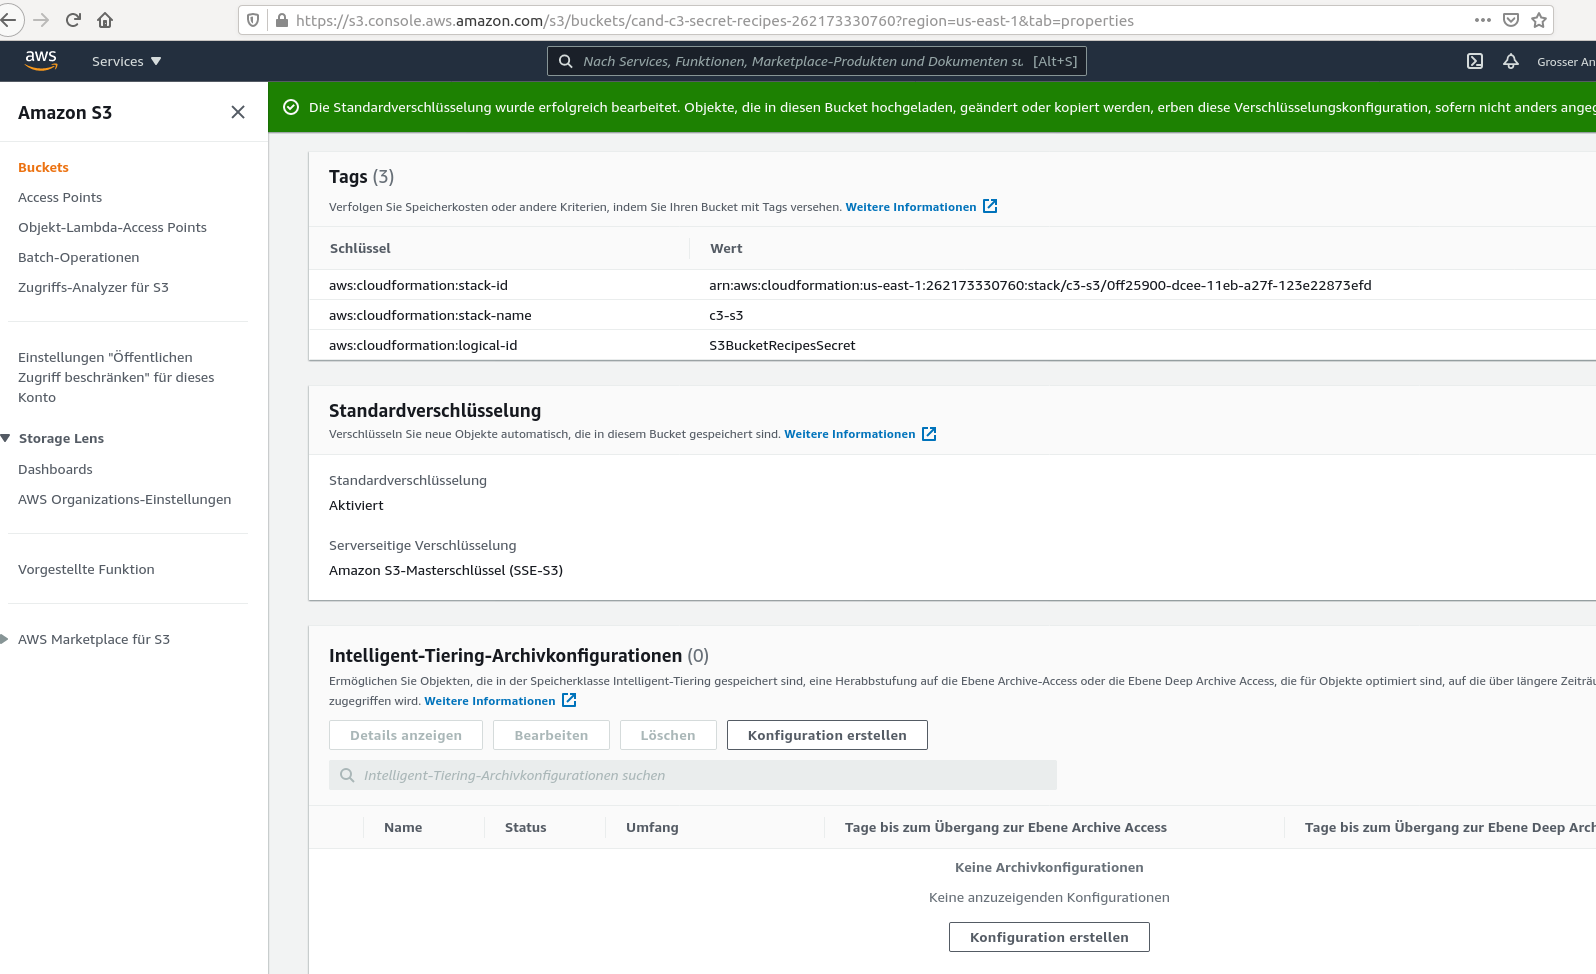 https://s3.console.aws.amazon.com/s3/buckets/cand-c3-secret-recipes-262173330760?region=us-east-1&tab=properties
aws Services Nach Services, Funktionen, Marketplace-Produkten und Dokumenten su [Alt+S] Grosser An
Amazon S3
Buckets
Access Points
Objekt-Lambda-Access Points
Batch-Operationen
Zugriffs-Analyzer für S3
Einstellungen "Öffentlichen
Zugriff beschränken" für dieses
Konto
Storage Lens
Dashboards
AWS Organizations-Einstellungen
Vorgestellte Funktion
AWS Marketplace für S3
Die Standardverschlüsselung wurde erfolgreich bearbeitet. Objekte, die in diesen Bucket hochgeladen, geändert oder kopiert werden, erben diese Verschlüsselungskonfiguration, sofern nicht anders angeg
Tags (3)
Verfolgen Sie Speicherkosten oder andere Kriterien, indem Sie Ihren Bucket mit Tags versehen. Weitere Informationen
Schlüssel Wert
aws:cloudformation:stack-id arn:aws:cloudformation:us-east-1:262173330760:stack/c3-s3/0ff25900-dcee-11eb-a27f-123e22873efd
aws:cloudformation:stack-name c3-s3
aws:cloudformation:logical-id S3BucketRecipesSecret
Standardverschlüsselung
Verschlüsseln Sie neue Objekte automatisch, die in diesem Bucket gespeichert sind. Weitere Informationen
Standardverschlüsselung
Aktiviert
Serverseitige Verschlüsselung
Amazon S3-Masterschlüssel (SSE-S3)
Intelligent-Tiering-Archivkonfigurationen (0)
Ermöglichen Sie Objekten, die in der Speicherklasse Intelligent-Tiering gespeichert sind, eine Herabbstufung auf die Ebene Archive-Access oder die Ebene Deep Archive Access, die für Objekte optimiert sind, auf die über längere Zeiträu
zugegriffen wird. Weitere Informationen
Details anzeigen Bearbeiten Löschen Konfiguration erstellen
Intelligent-Tiering-Archivkonfigurationen suchen
Name Status Umfang Tage bis zum Übergang zur Ebene Archive Access Tage bis zum Übergang zur Ebene Deep Arch
Keine Archivkonfigurationen
Keine anzuzeigenden Konfigurationen
Konfiguration erstellen